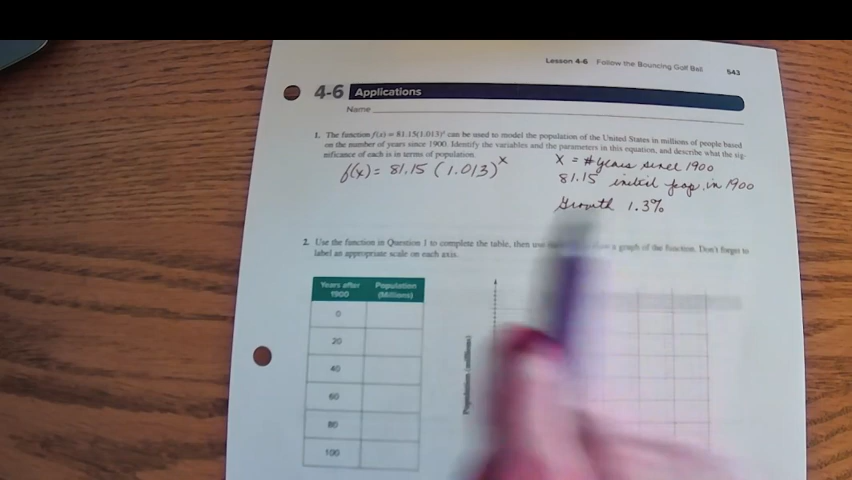 Lesson 4-6 Follow the Bouncing Golf Ball 543
4-6 Applications
Name
1. The function f(x) = 81.15(1.013)ˣ can be used to model the population of the United States in millions of people based
on the number of years since 1900. Identify the variables and the parameters in this equation, and describe what the sig-
nificance of each is in terms of population.
f(x) = 81.15 (1.013)ˣ
X = # years since 1900
81.15 initial pop. in 1900
Growth 1.3%
2. Use the function in Question 1 to complete the table, then use a graph of the function. Don't forget to
label an appropriate scale on each axis.
Years after
1900
Population
(Millions)
0
20
40
60
80
100
Population (millions)